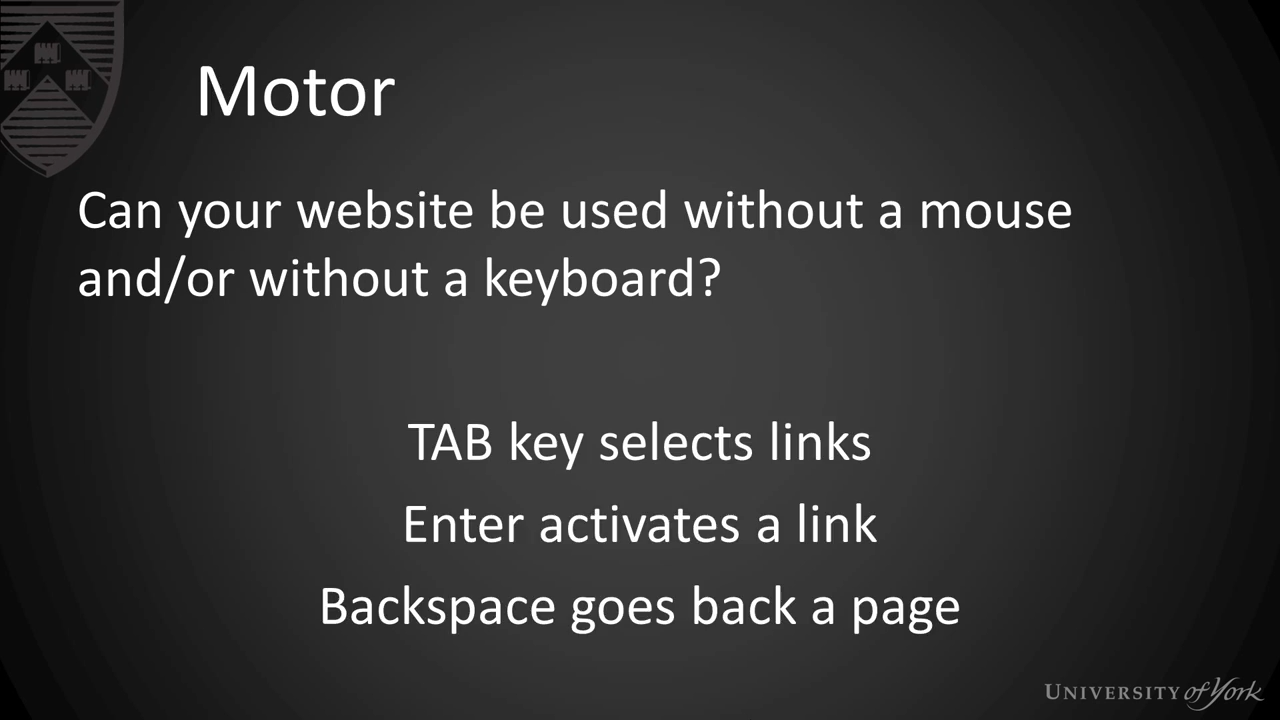 Motor
Can your website be used without a mouse
and/or without a keyboard?
TAB key selects links
Enter activates a link
Backspace goes back a page
UNIVERSITY of York